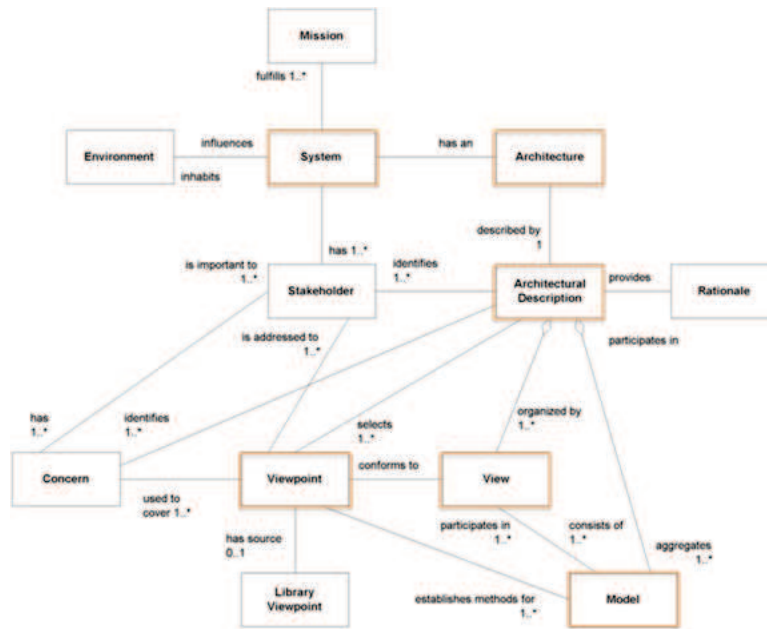 Mission
fulfills 1..*
Environment
influences
inhabits
System
has an
Architecture
described by
1
has 1..*
is important to
1..*
Stakeholder
identifies
1..*
Architectural
Description
provides
Rationale
is addressed to
1..*
participates in
has
1..*
identifies
1..*
selects
1..*
organized by
1..*
Concern
used to
cover 1..*
Viewpoint
conforms to
View
has source
0..1
participates in
1..*
consists of
1..*
aggregates
1..*
Library
Viewpoint
establishes methods for
1..*
Model